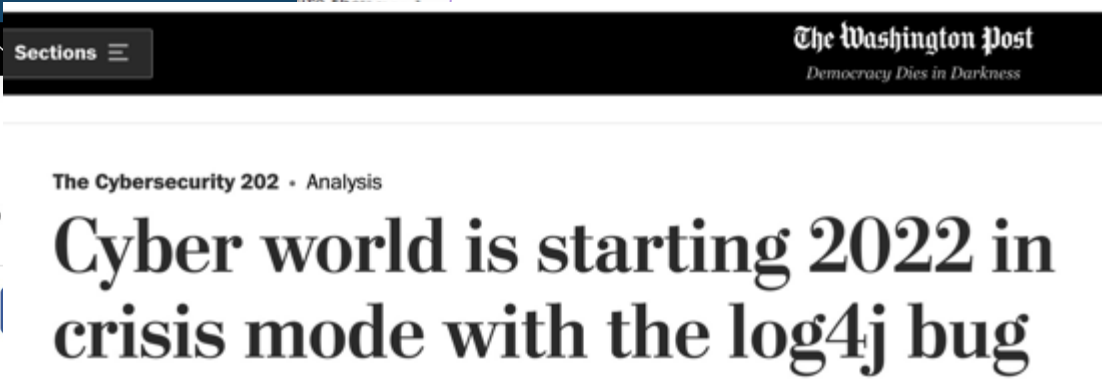 Sections
The Washington Post
Democracy Dies in Darkness
The Cybersecurity 202 • Analysis
Cyber world is starting 2022 in
crisis mode with the log4j bug